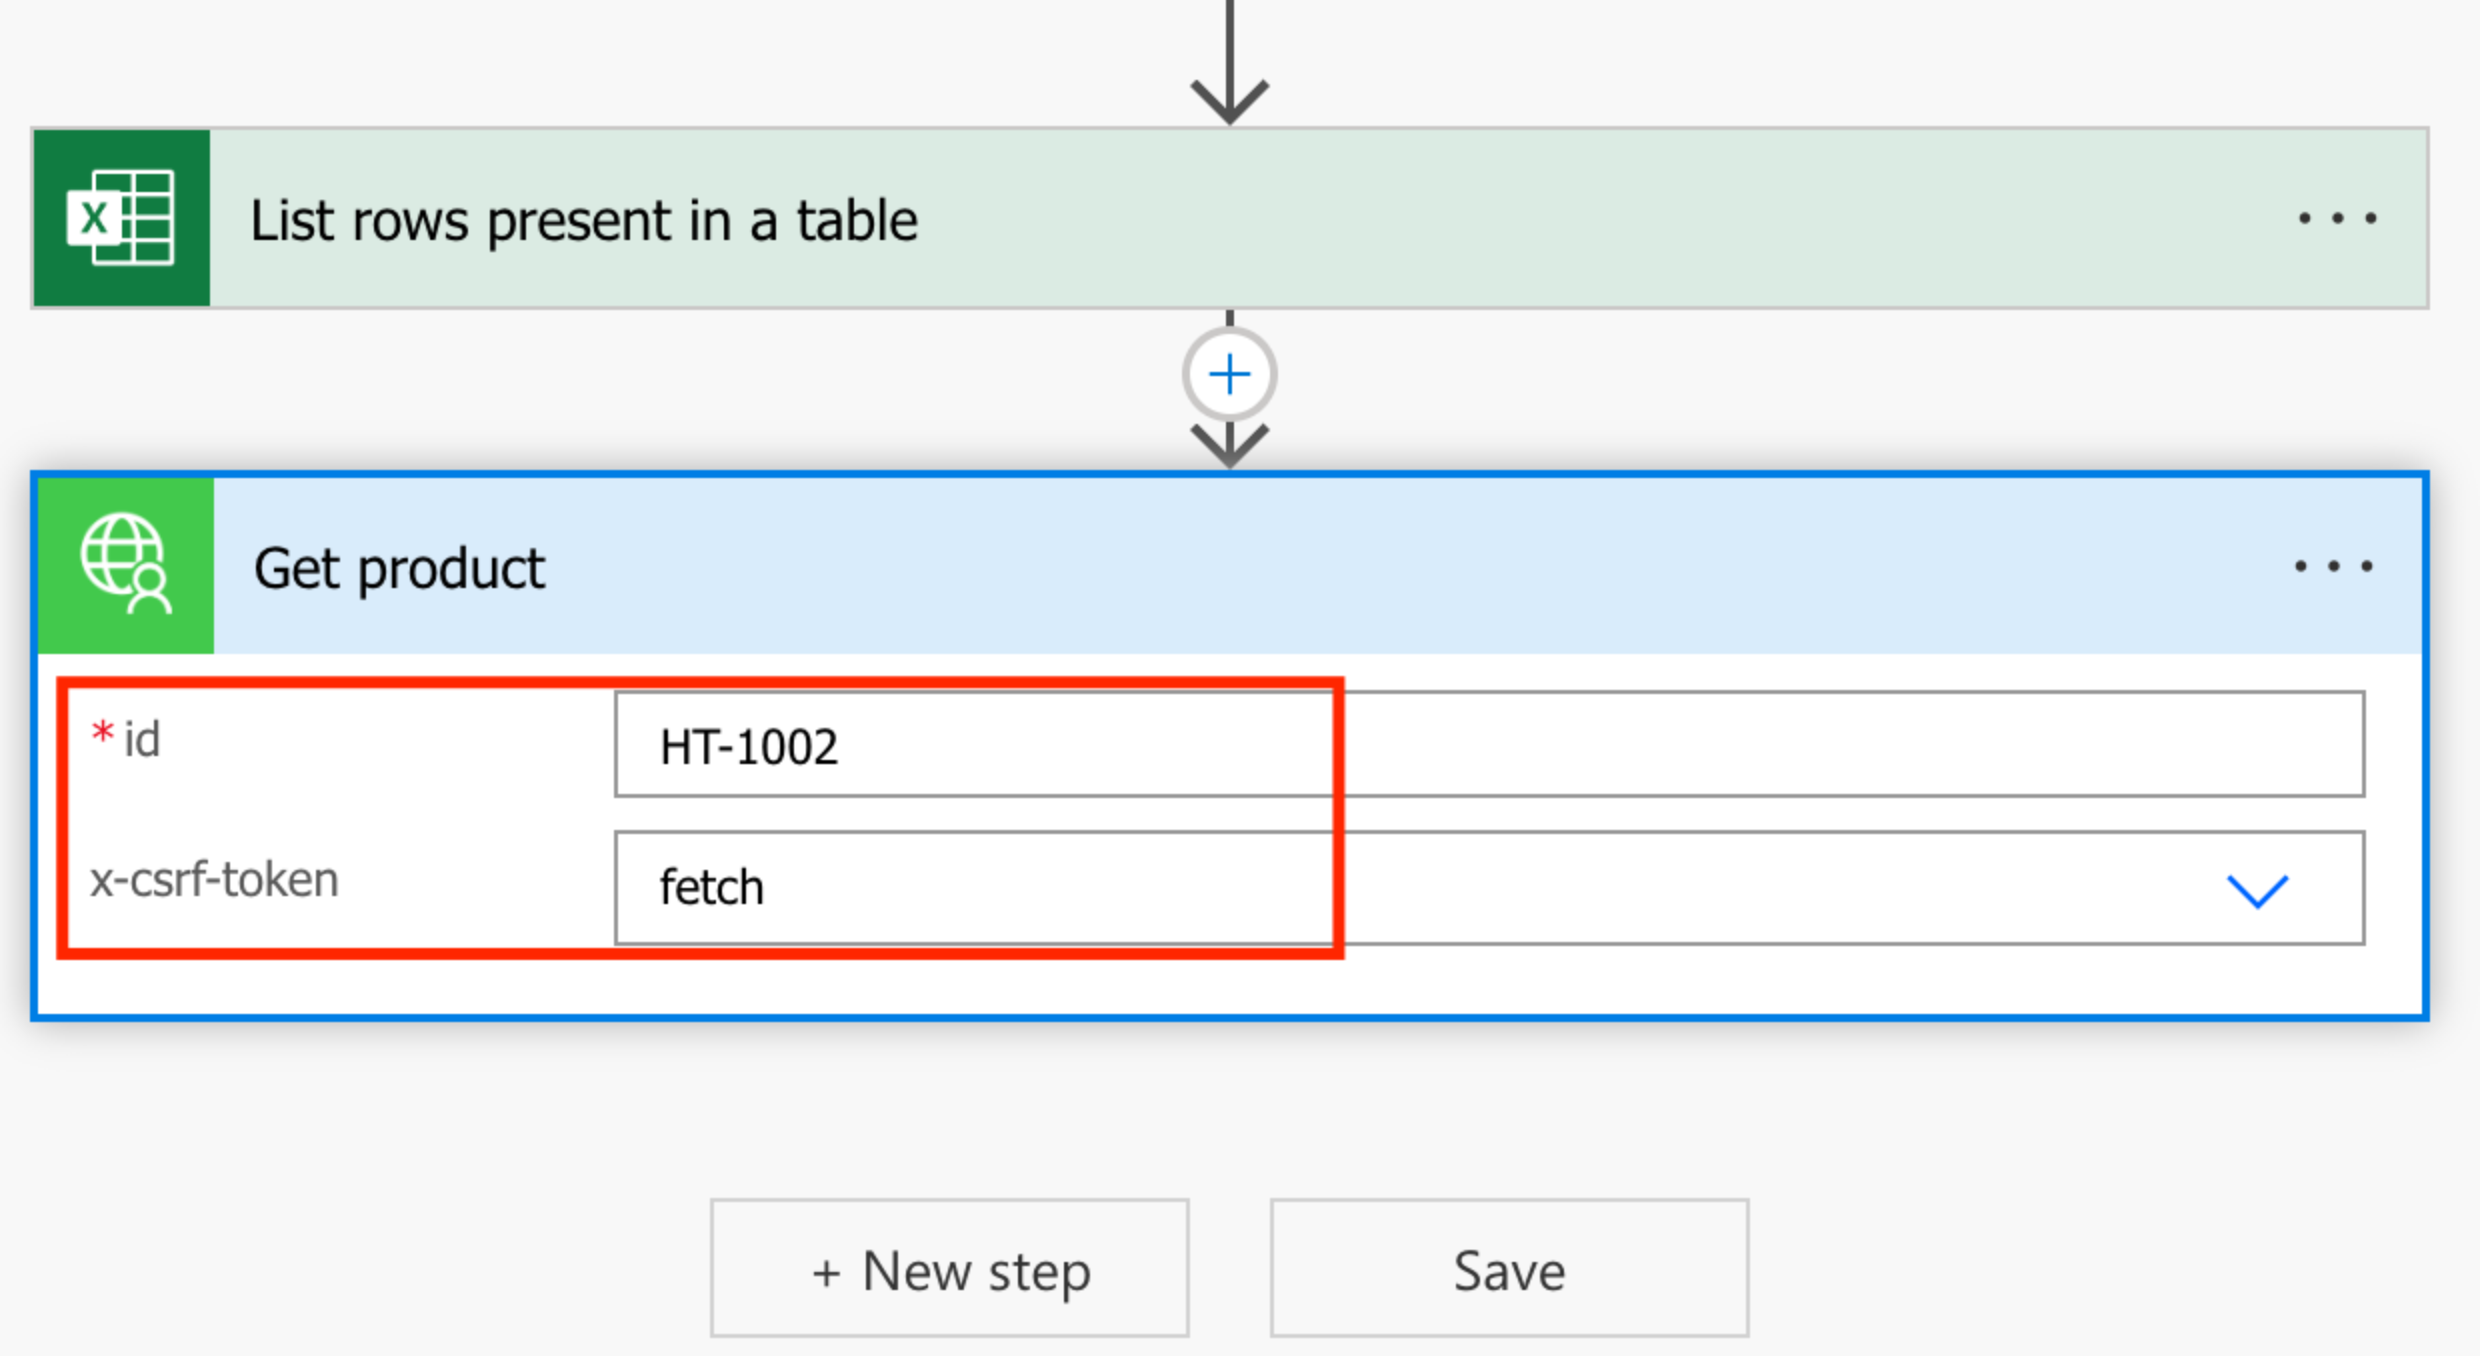 List rows present in a table
Get product
* id
HT-1002
x-csrf-token
fetch
+ New step
Save